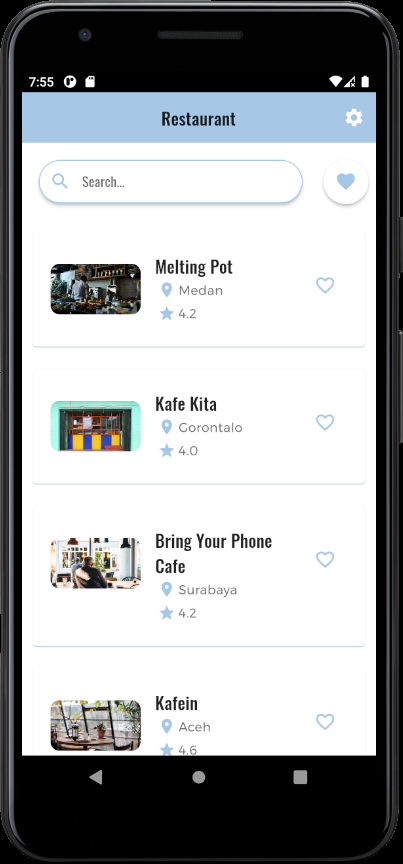 7:55
Restaurant
Search...
Melting Pot
Medan
4.2
Kafe Kita
Gorontalo
4.0
Bring Your Phone
Cafe
Surabaya
4.2
Kafein
Aceh
4.6